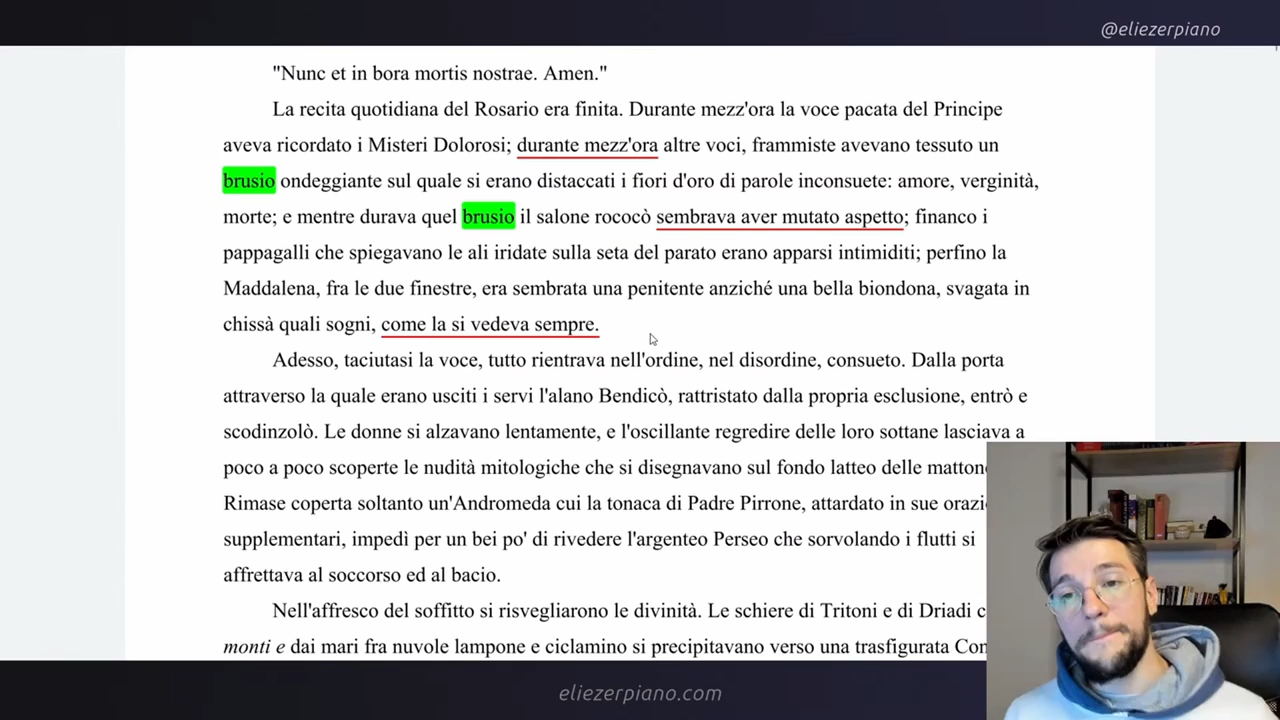 @eliezerpiano
"Nunc et in bora mortis nostrae. Amen."
La recita quotidiana del Rosario era finita. Durante mezz'ora la voce pacata del Principe
aveva ricordato i Misteri Dolorosi; durante mezz'ora altre voci, frammiste avevano tessuto un
brusio ondeggiante sul quale si erano distaccati i fiori d'oro di parole inconsuete: amore, verginità,
morte; e mentre durava quel brusio il salone rococò sembrava aver mutato aspetto; financo i
pappagalli che spiegavano le ali iridate sulla seta del parato erano apparsi intimiditi; perfino la
Maddalena, fra le due finestre, era sembrata una penitente anziché una bella biondona, svagata in
chissà quali sogni, come la si vedeva sempre.
Adesso, taciutasi la voce, tutto rientrava nell'ordine, nel disordine, consueto. Dalla porta
attraverso la quale erano usciti i servi l'alano Bendicò, rattristato dalla propria esclusione, entrò e
scodinzolò. Le donne si alzavano lentamente, e l'oscillante regredire delle loro sottane lasciava a
poco a poco scoperte le nudità mitologiche che si disegnavano sul fondo latteo delle
Rimase coperta soltanto un'Andromeda cui la tonaca di Padre Pirrone, attardato in sue
supplementari, impedì per un bei po' di rivedere l'argenteo Perseo che sorvolando i flutti si
affrettava al soccorso ed al bacio.
Nell'affresco del soffitto si risvegliarono le divinità. Le schiere di Tritoni e di Driadi
monti e dai mari fra nuvole lampone e ciclamino si precipitavano verso una trasfigurata
eliezerpiano.com